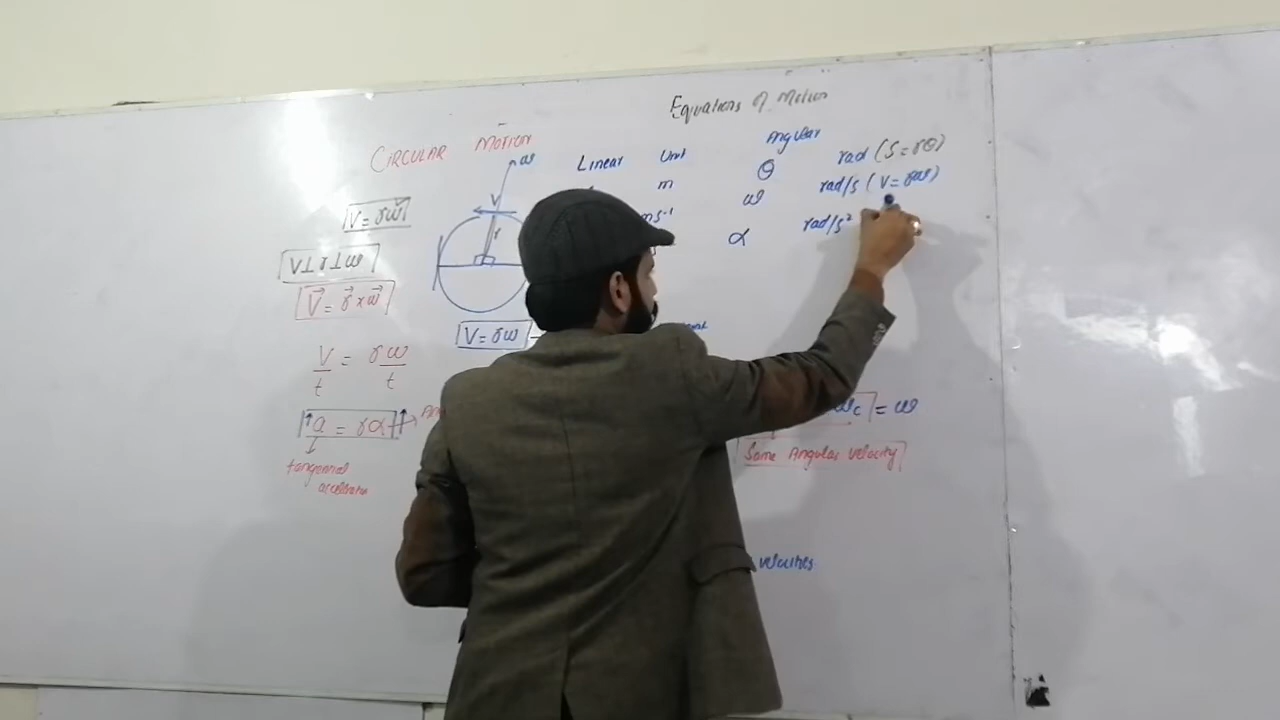 Equations of Motion
CIRCULAR MOTION
ω
Linear Unit Angular
m θ rad (S=rθ)
ms⁻¹ ω rad/s (V=rω)
α rad/s²
V
r
V=rω
V⊥r⊥ω
V⃗ = r⃗ × ω⃗
V=rω
V/t = rω/t
a = rα
tangential
acceleration
ω_c = ω
Same Angular velocity
velocities